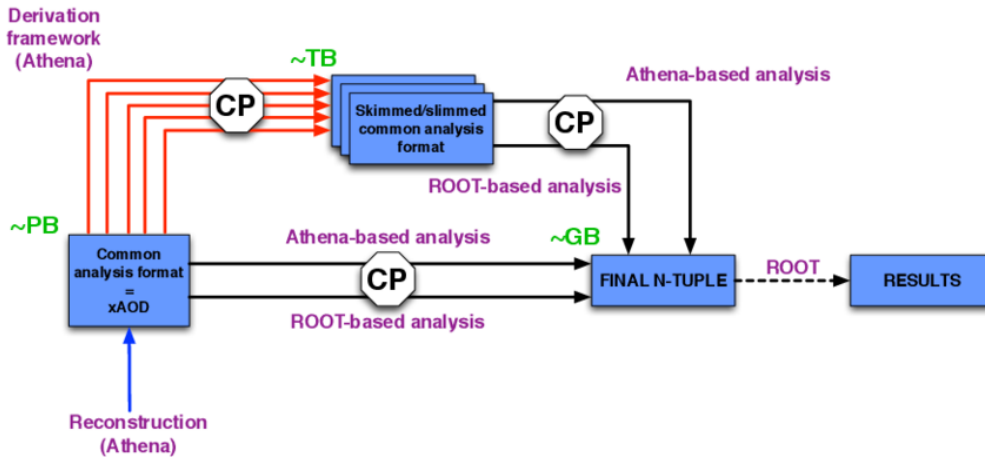 Derivation
framework
(Athena)
~TB
CP
Skimmed/slimmed
common analysis
format
CP
Athena-based analysis
ROOT-based analysis
~PB
Common
analysis format
=
xAOD
Athena-based analysis
CP
ROOT-based analysis
~GB
FINAL N-TUPLE
ROOT
RESULTS
Reconstruction
(Athena)